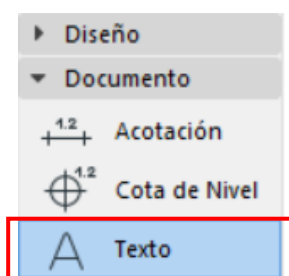 Diseño
Documento
1.2 Acotación
1.2 Cota de Nivel
A Texto